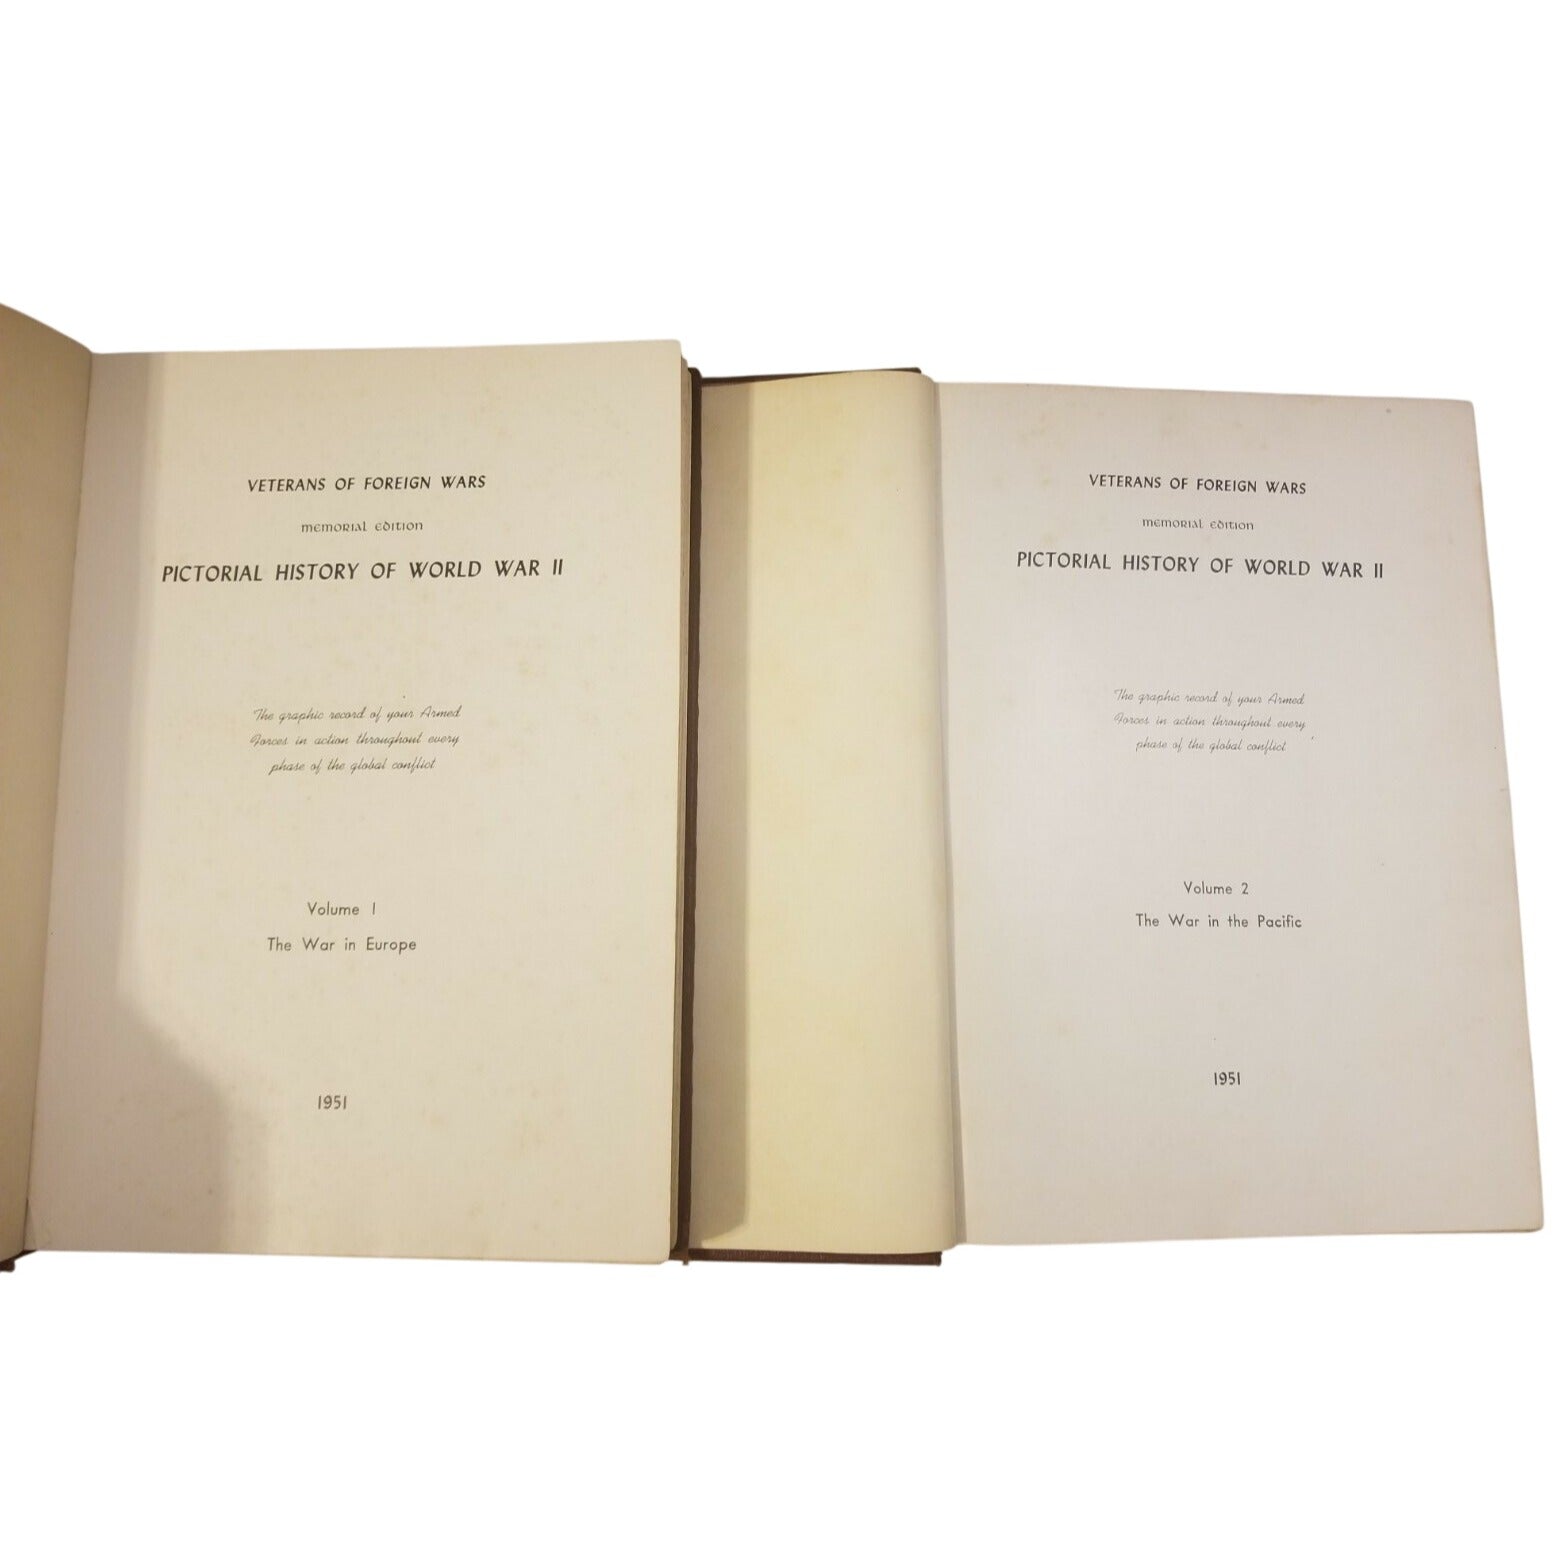 VETERANS OF FOREIGN WARS
MEMORIAL EDITION
PICTORIAL HISTORY OF WORLD WAR II
The graphic record of your Armed
Forces in action throughout every
phase of the global conflict
Volume 1
The War in Europe
1951
VETERANS OF FOREIGN WARS
MEMORIAL EDITION
PICTORIAL HISTORY OF WORLD WAR II
The graphic record of your Armed
Forces in action throughout every
phase of the global conflict
Volume 2
The War in the Pacific
1951